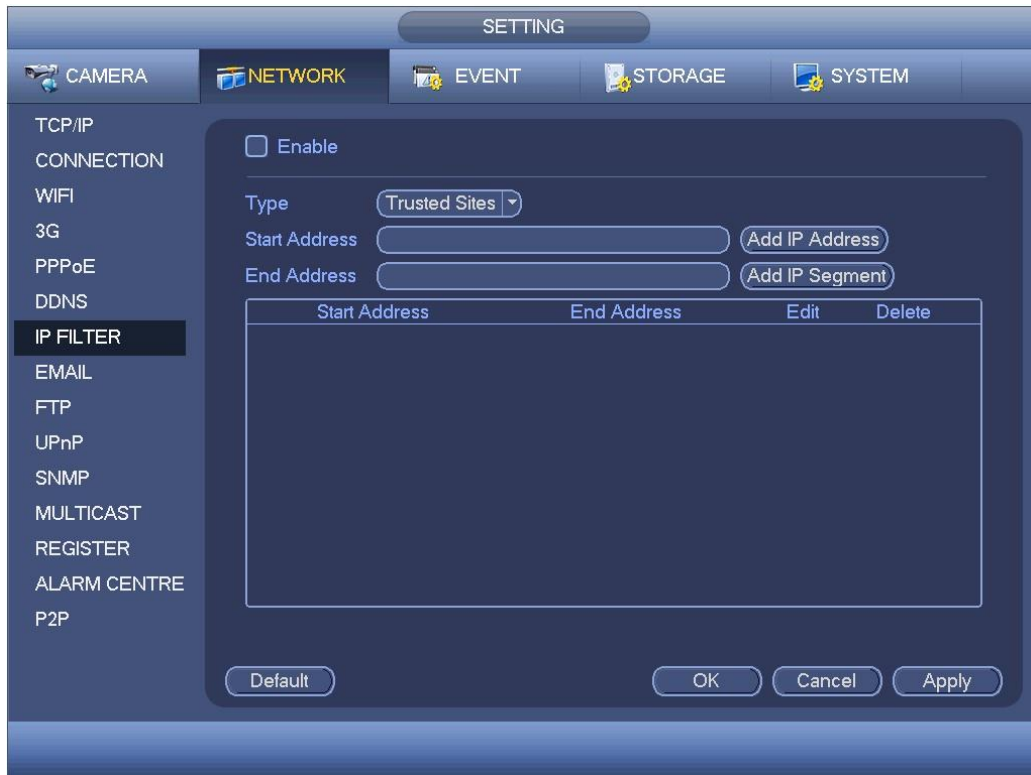 SETTING
CAMERA NETWORK EVENT STORAGE SYSTEM
TCP/IP
CONNECTION
WIFI
3G
PPPoE
DDNS
IP FILTER
EMAIL
FTP
UPnP
SNMP
MULTICAST
REGISTER
ALARM CENTRE
P2P
Enable
Type Trusted Sites
Start Address Add IP Address
End Address Add IP Segment
Start Address End Address Edit Delete
Default OK Cancel Apply